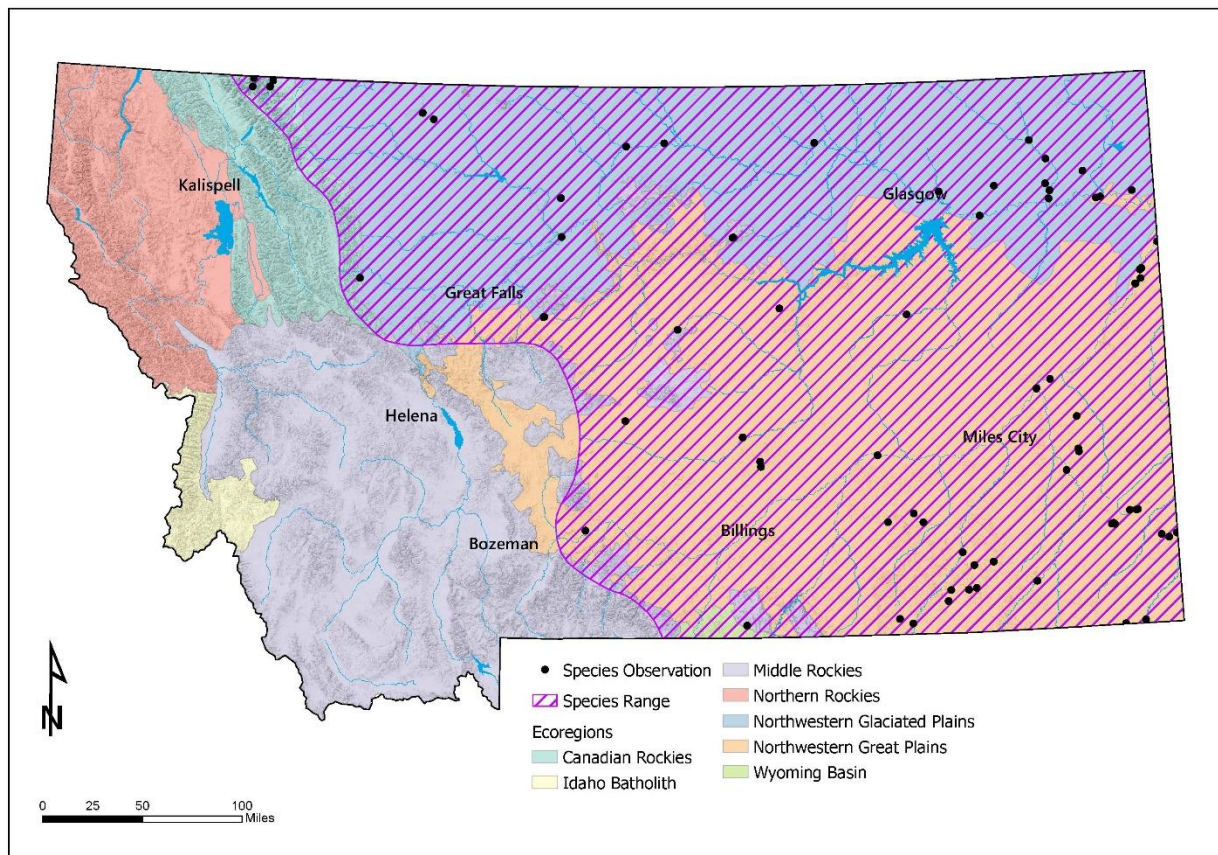 Kalispell
Glasgow
Great Falls
Helena
Miles City
Billings
Bozeman
N
0 25 50 100
Miles
Species Observation
Species Range
Ecoregions
Canadian Rockies
Idaho Batholith
Middle Rockies
Northern Rockies
Northwestern Glaciated Plains
Northwestern Great Plains
Wyoming Basin